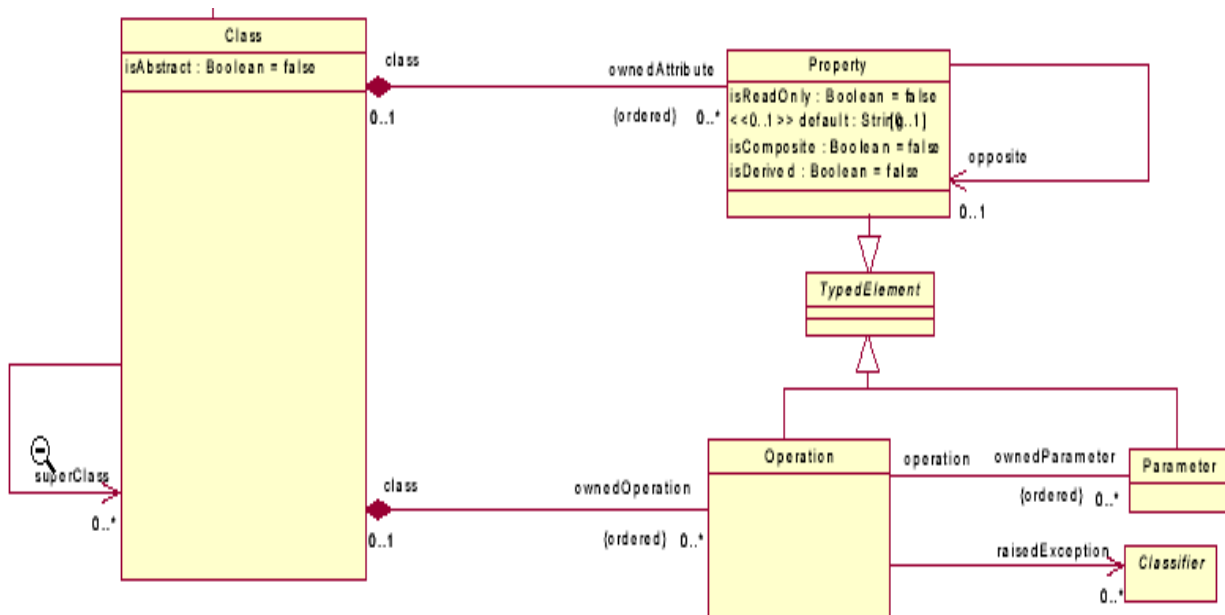 Class
isAbstract : Boolean = false
class
0..1
ownedAttribute
{ordered} 0..*
Property
isReadOnly : Boolean = false
<<0..1>> default : String[0..1]
isComposite : Boolean = false
isDerived : Boolean = false
opposite
0..1
TypedElement
superClass
0..*
class
0..1
ownedOperation
{ordered} 0..*
Operation
operation
ownedParameter
{ordered} 0..*
Parameter
raisedException
0..*
Classifier